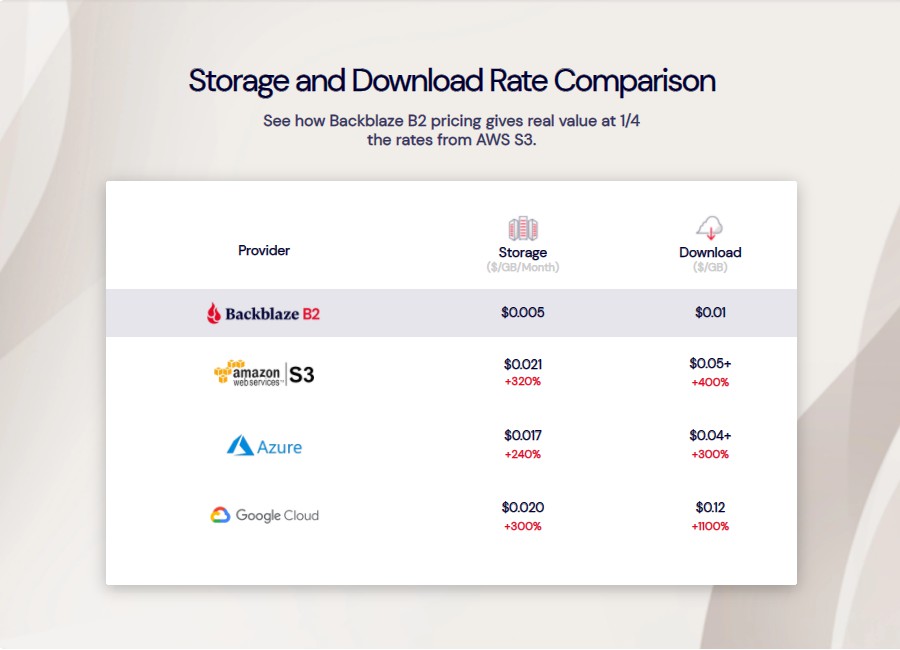 Storage and Download Rate Comparison
See how Backblaze B2 pricing gives real value at 1/4
the rates from AWS S3.
Provider
Storage
($/GB/Month)
Download
($/GB)
Backblaze B2
$0.005
$0.01
amazon
webservices™
S3
$0.021
+320%
$0.05+
+400%
Azure
$0.017
+240%
$0.04+
+300%
Google Cloud
$0.020
+300%
$0.12
+1100%